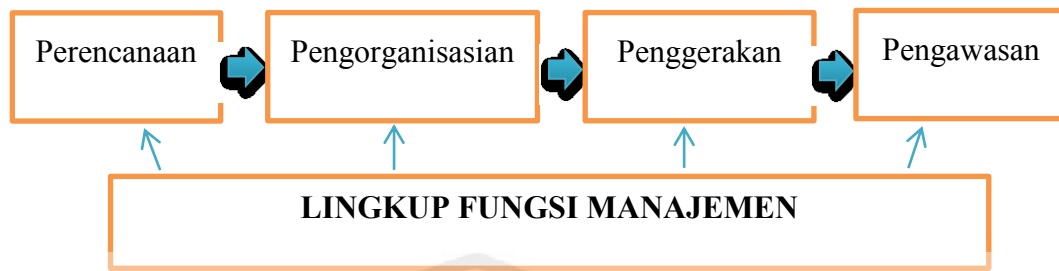 Perencanaan
Pengorganisasian
Penggerakan
Pengawasan
LINGKUP FUNGSI MANAJEMEN